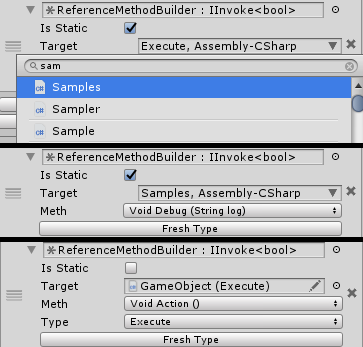 ReferenceMethodBuilder : IInvoke<bool>
Is Static
Target Execute, Assembly-CSharp
sam
Samples
Sampler
Sample
ReferenceMethodBuilder : IInvoke<bool>
Is Static
Target Samples, Assembly-CSharp
Meth Void Debug (String log)
Fresh Type
ReferenceMethodBuilder : IInvoke<bool>
Is Static
Target GameObject (Execute)
Meth Void Action ()
Type Execute
Fresh Type